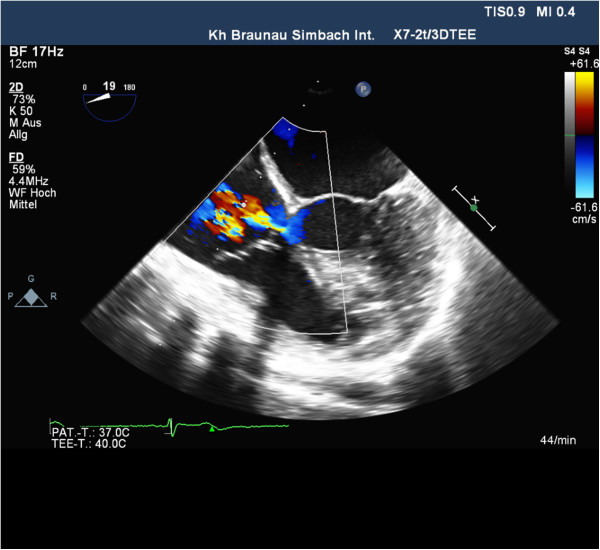 TIS0.9 MI 0.4
Kh Braunau Simbach Int. X7-2t/3DTEE
BF 17Hz
12cm
2D
73%
K 50
M Aus
Allg
FD
59%
4.4MHz
WF Hoch
Mittel
0 19 180
P
S4 S4
+61.6
-61.6
cm/s
x
G
P R
PAT.-T.: 37.0C
TEE-T.: 40.0C
44/min